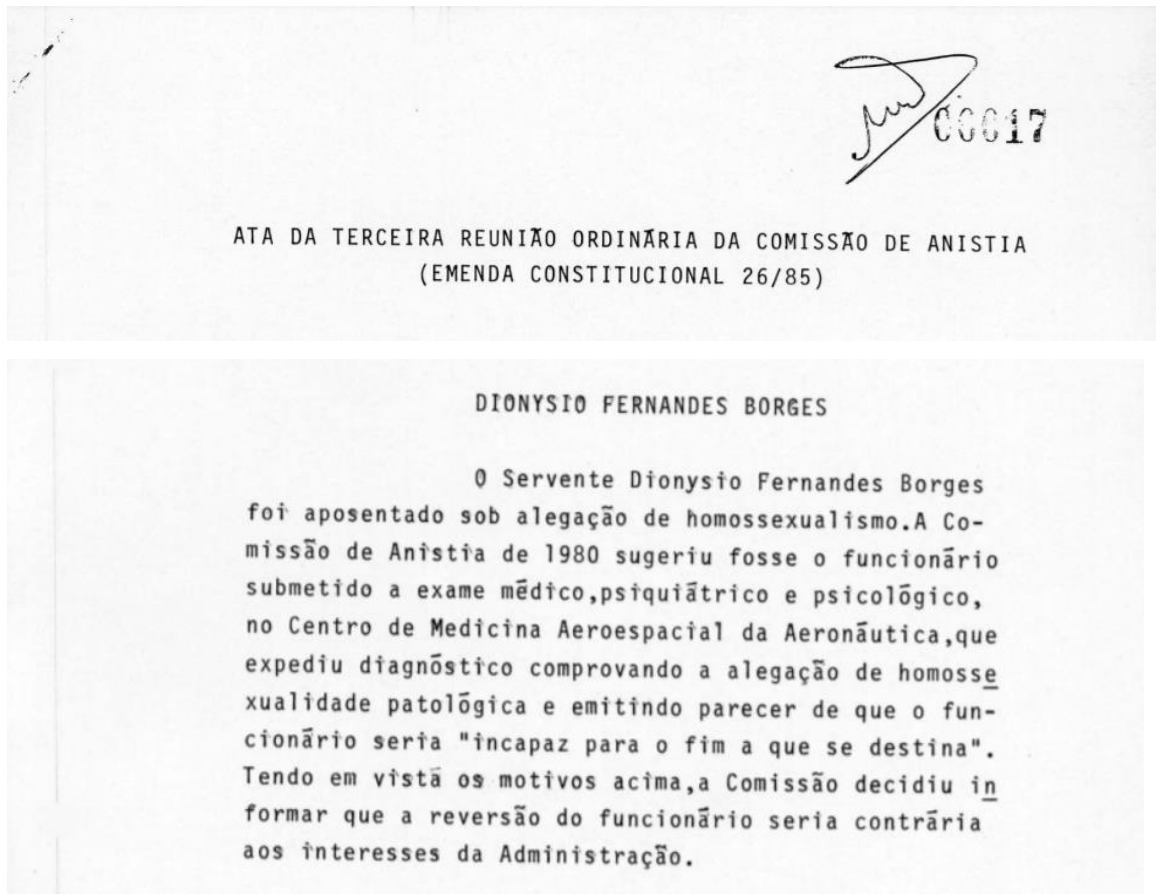 00017
ATA DA TERCEIRA REUNIÃO ORDINÁRIA DA COMISSÃO DE ANISTIA
(EMENDA CONSTITUCIONAL 26/85)
DIONYSIO FERNANDES BORGES
O Servente Dionysio Fernandes Borges
foi aposentado sob alegação de homossexualismo.A Co-
missão de Anistia de 1980 sugeriu fosse o funcionário
submetido a exame médico,psiquiátrico e psicológico,
no Centro de Medicina Aeroespacial da Aeronáutica,que
expediu diagnóstico comprovando a alegação de homosse
xualidade patológica e emitindo parecer de que o fun-
cionário seria "incapaz para o fim a que se destina".
Tendo em vista os motivos acima,a Comissão decidiu in
formar que a reversão do funcionário seria contrária
aos interesses da Administração.